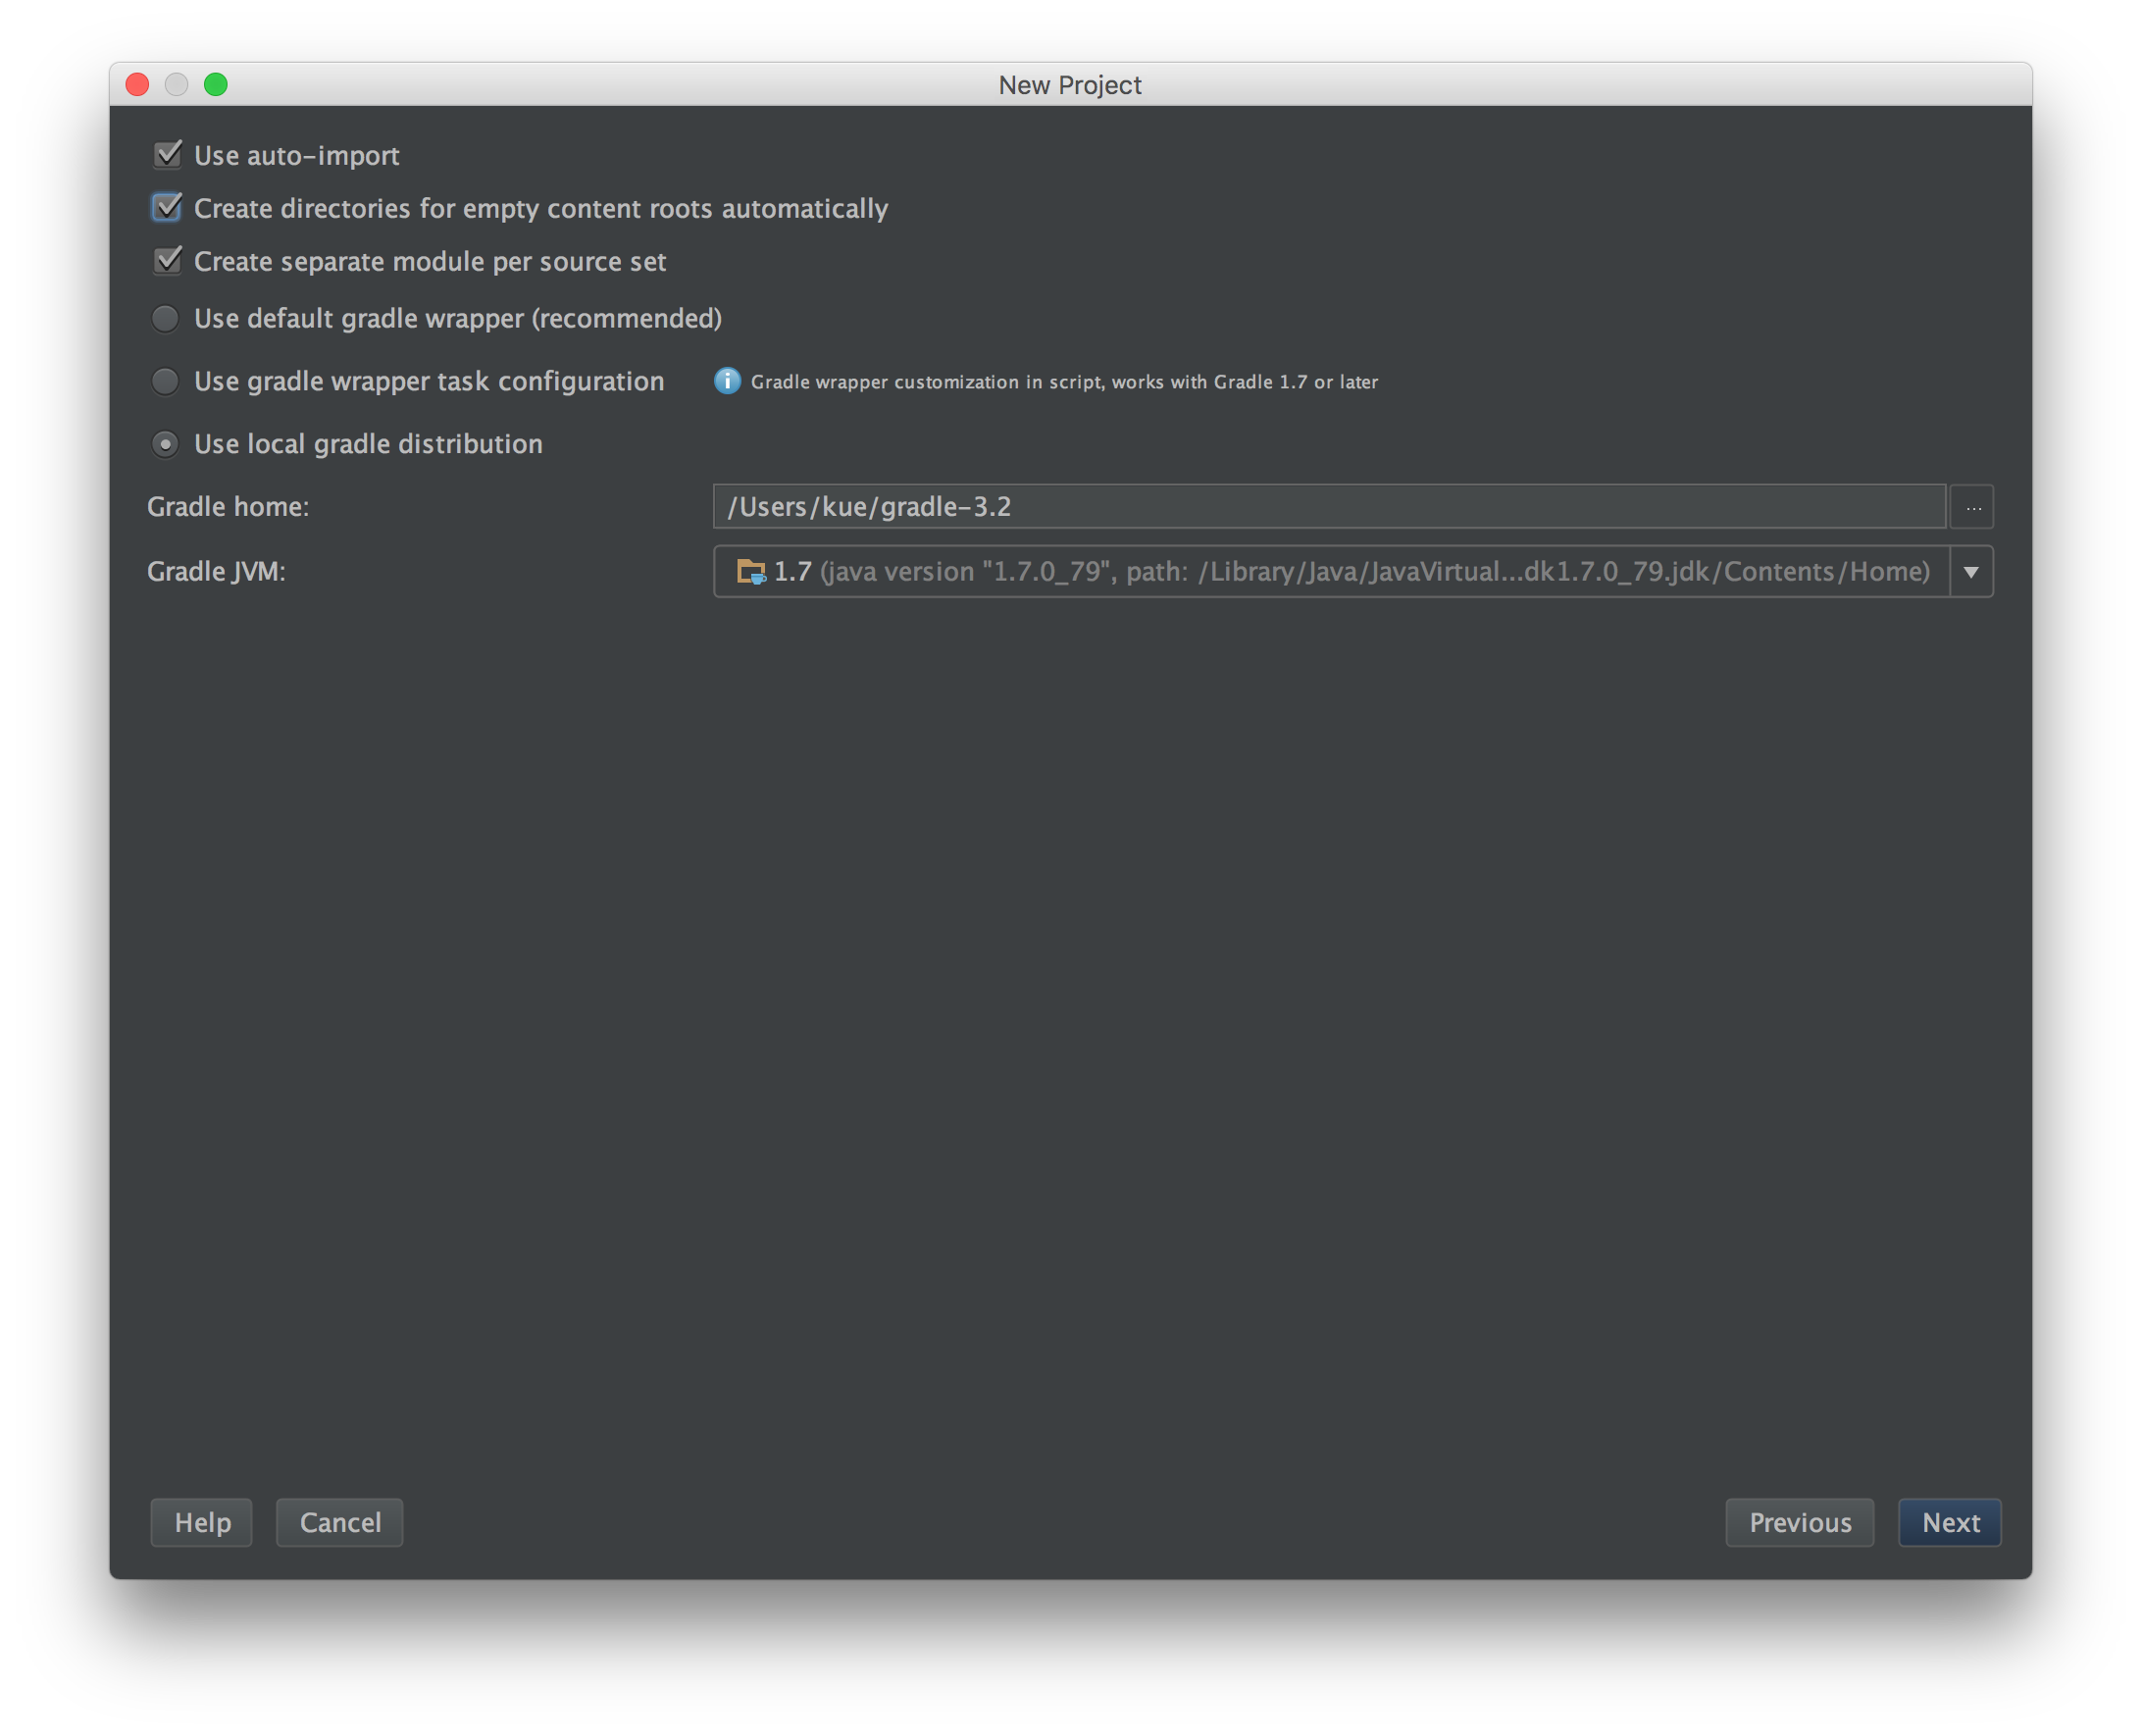 New Project
Use auto-import
Create directories for empty content roots automatically
Create separate module per source set
Use default gradle wrapper (recommended)
Use gradle wrapper task configuration Gradle wrapper customization in script, works with Gradle 1.7 or later
Use local gradle distribution
Gradle home: /Users/kue/gradle-3.2 ...
Gradle JVM: 1.7 (java version "1.7.0_79", path: /Library/Java/JavaVirtual...dk1.7.0_79.jdk/Contents/Home)
Help Cancel Previous Next